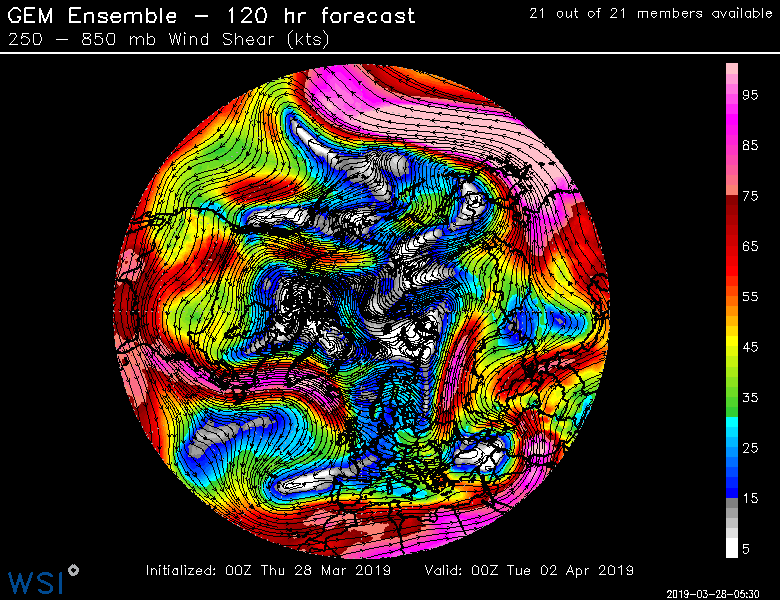 GEM Ensemble – 120 hr forecast
21 out of 21 members available
250 – 850 mb Wind Shear (kts)
95
85
75
65
55
45
35
25
15
5
Initialized: 00Z Thu 28 Mar 2019
Valid: 00Z Tue 02 Apr 2019
WSI
2019-03-28-05:30